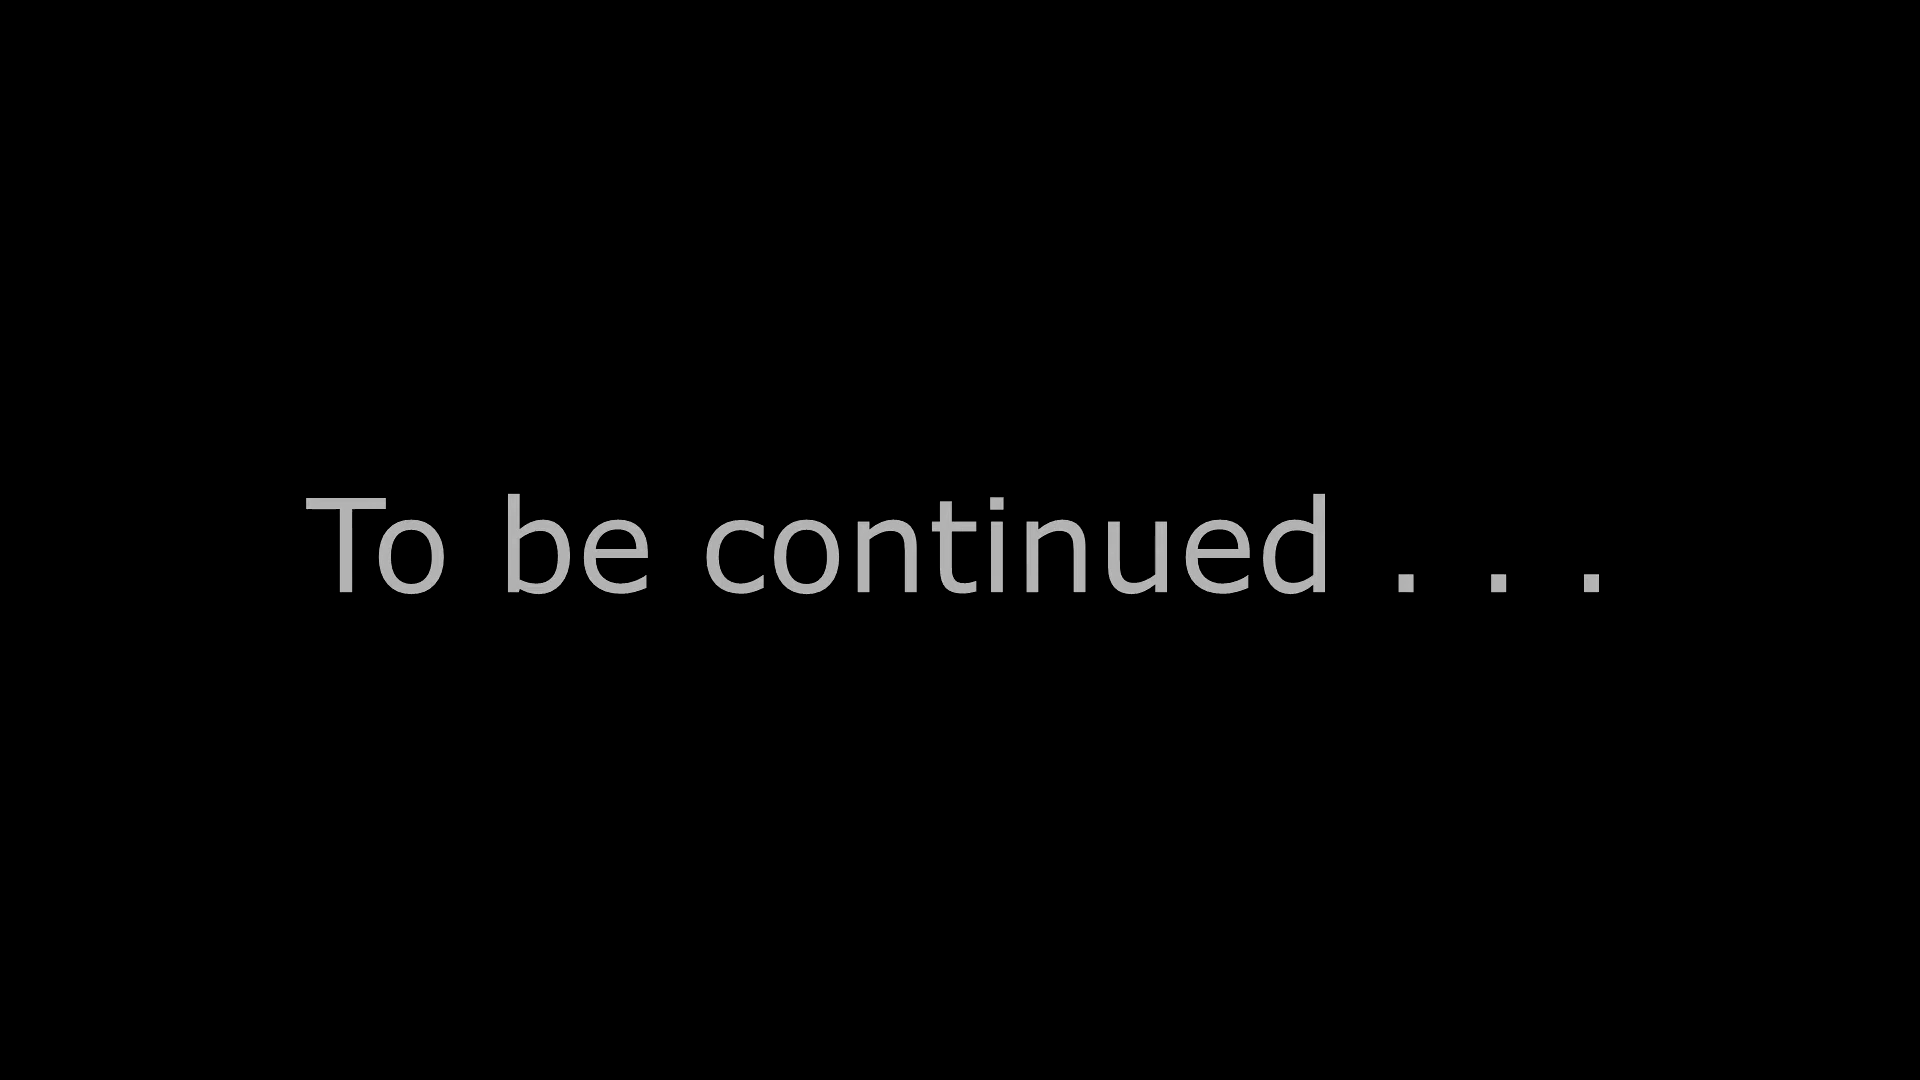 To be continued . . .